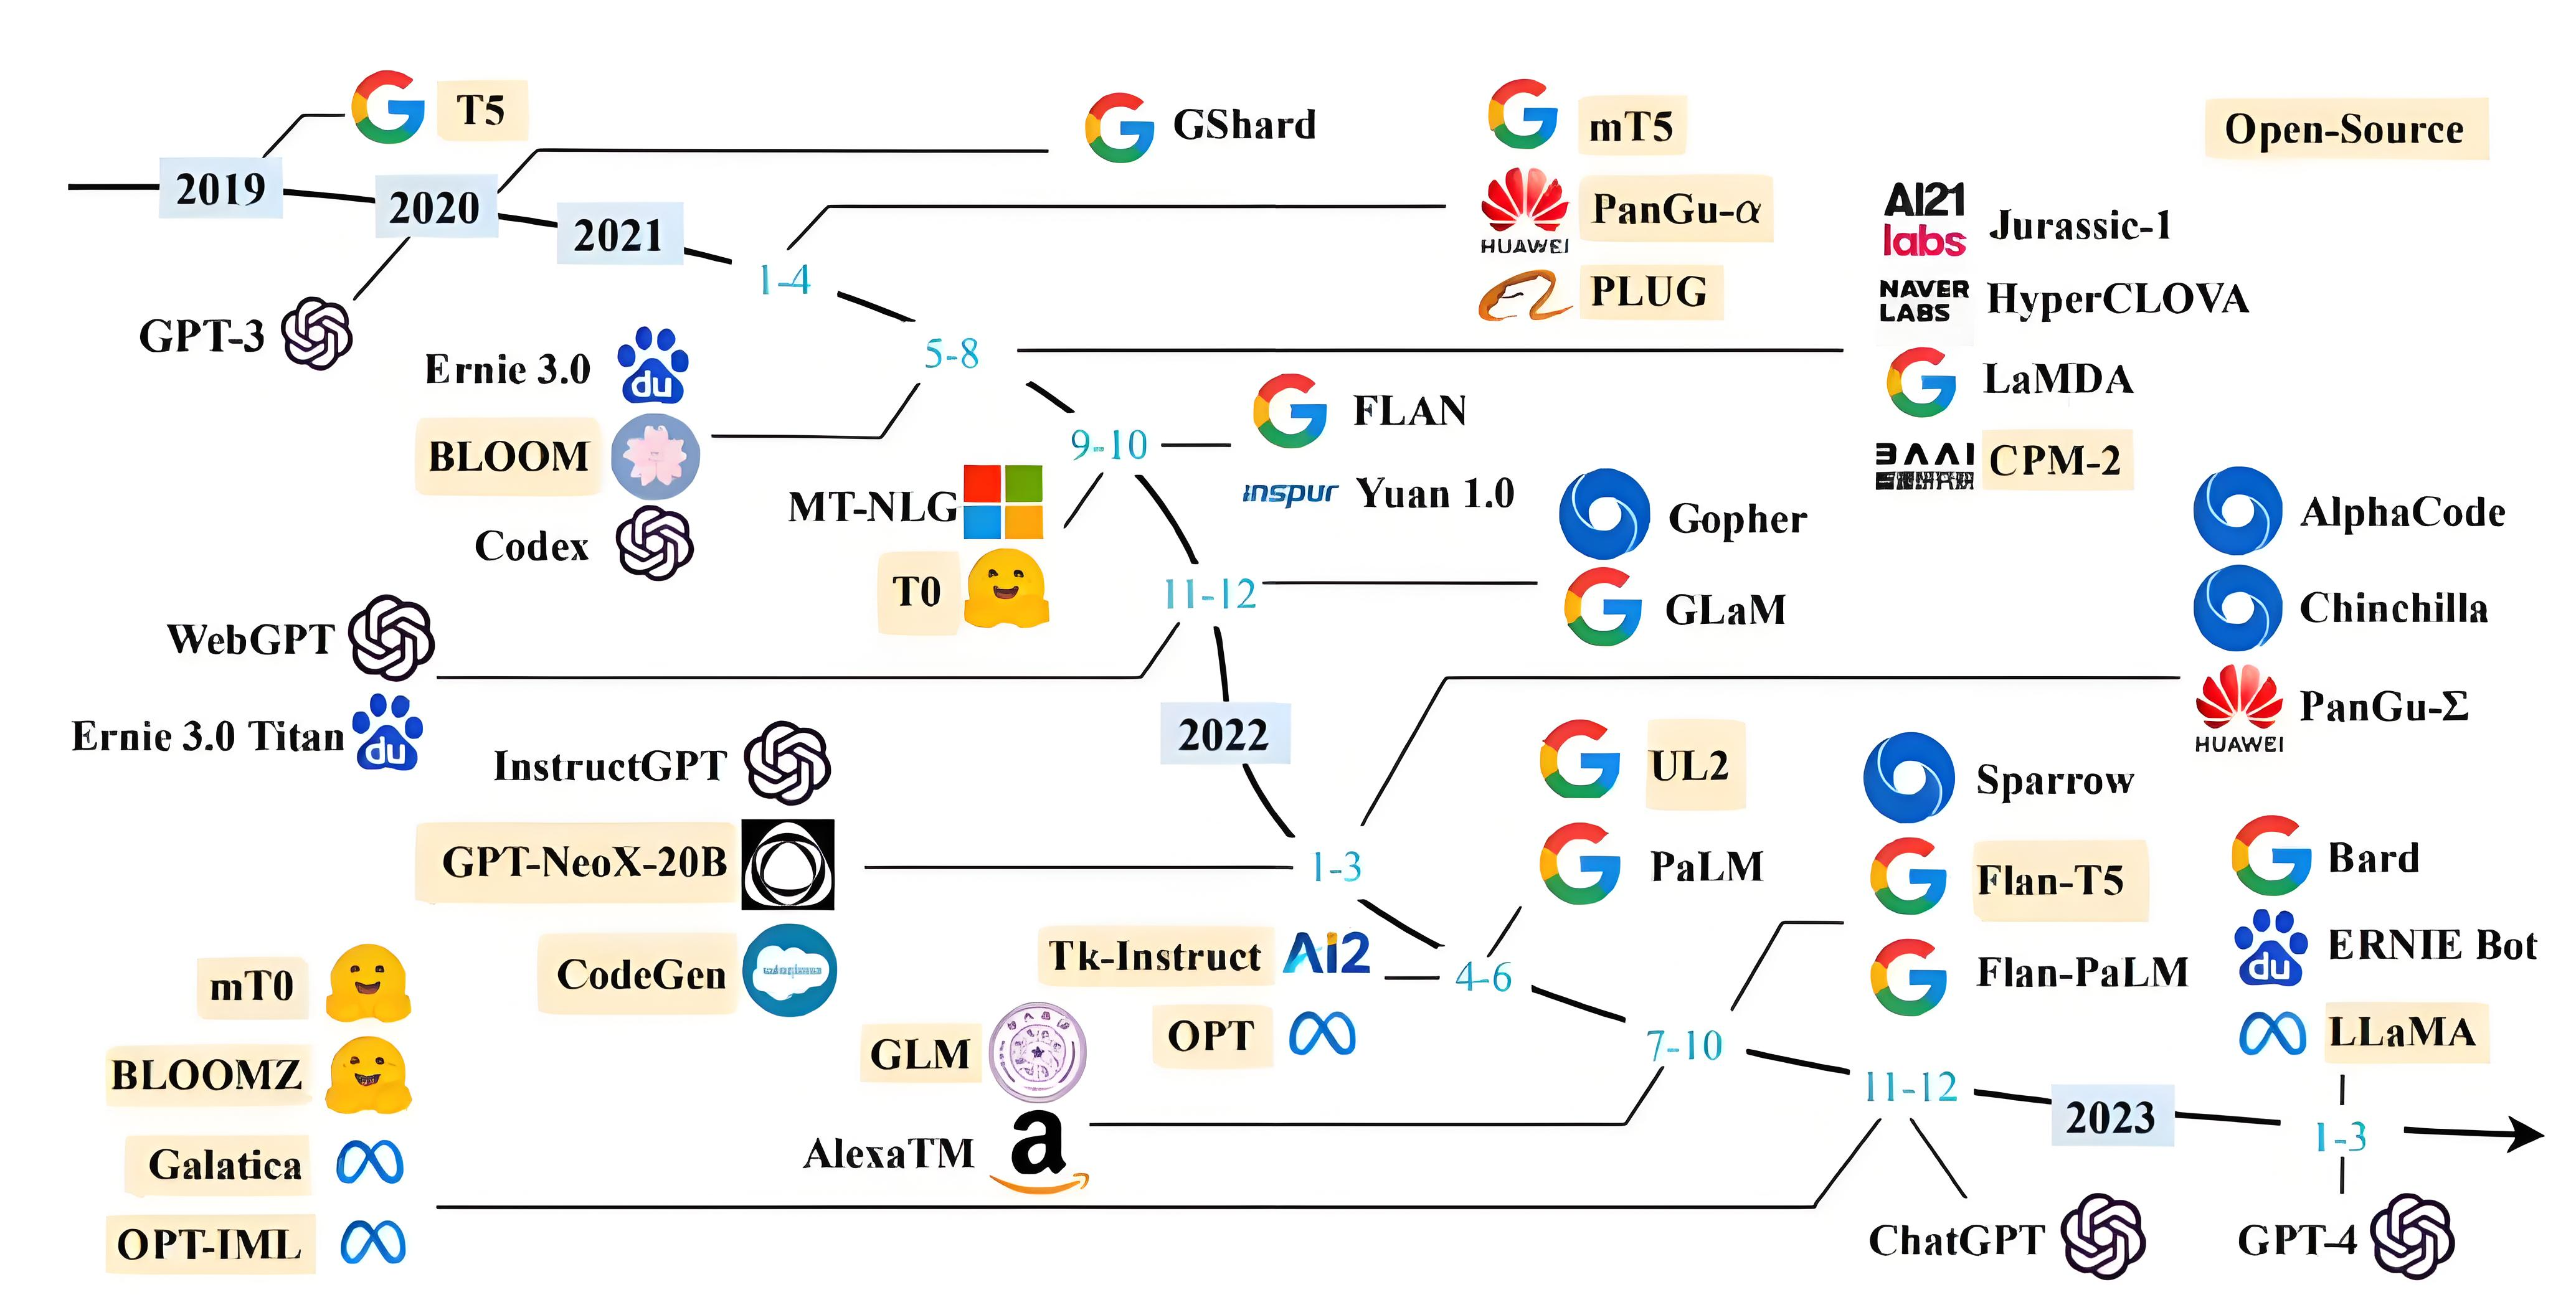 T5
GShard
mT5
Open-Source
2019
2020
2021
PanGu-α
HUAWEI
AI21
labs
Jurassic-1
1-4
PLUG
NAVER
LABS
HyperCLOVA
GPT-3
Ernie 3.0
du
5-8
LaMDA
BLOOM
9-10
FLAN
BAAI
CPM-2
MT-NLG
inspur
Yuan 1.0
Gopher
AlphaCode
Codex
T0
11-12
GLaM
Chinchilla
WebGPT
Ernie 3.0 Titan
du
2022
PanGu-Σ
HUAWEI
InstructGPT
UL2
Sparrow
GPT-NeoX-20B
1-3
PaLM
Flan-T5
Bard
mT0
CodeGen
Tk-Instruct
Ai2
4-6
Flan-PaLM
ERNIE Bot
du
BLOOMZ
GLM
OPT
7-10
LLaMA
Galatica
AlexaTM
a
11-12
2023
1-3
OPT-IML
ChatGPT
GPT-4